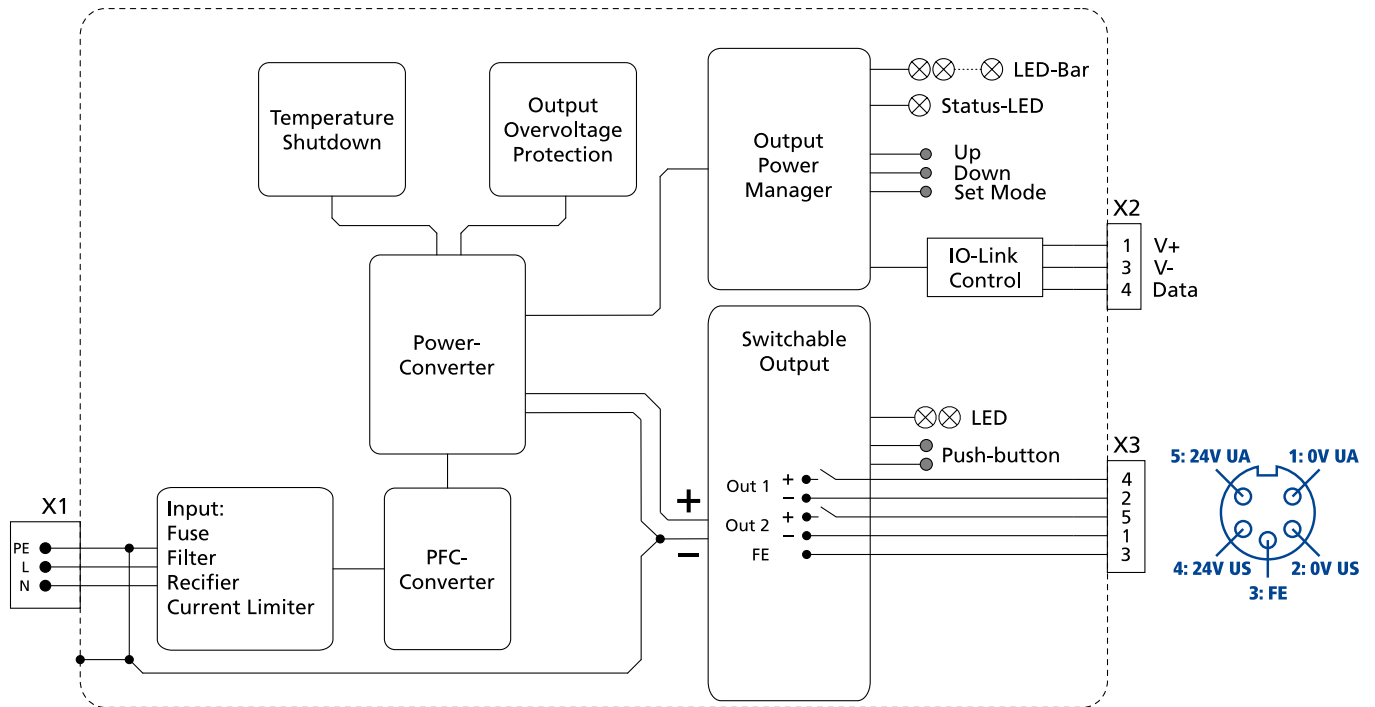 Temperature
Shutdown
Output
Overvoltage
Protection
Output
Power
Manager
LED-Bar
Status-LED
Up
Down
Set Mode
X2
IO-Link
Control
1 V+
3 V-
4 Data
Power-
Converter
Switchable
Output
LED
Push-button
X3
Out 1 + 4
− 2
Out 2 + 5
− 1
FE 3
+
−
5: 24V UA
1: 0V UA
4: 24V US
2: 0V US
3: FE
X1
PE
L
N
Input:
Fuse
Filter
Rectifier
Current Limiter
PFC-
Converter